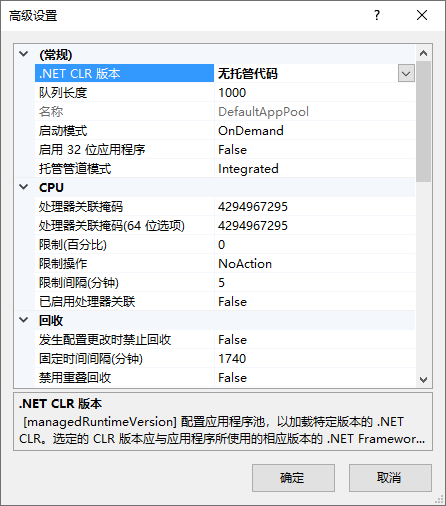 高级设置
(常规)
.NET CLR 版本 无托管代码
队列长度 1000
名称 DefaultAppPool
启动模式 OnDemand
启用 32 位应用程序 False
托管管道模式 Integrated
CPU
处理器关联掩码 4294967295
处理器关联掩码(64 位选项) 4294967295
限制(百分比) 0
限制操作 NoAction
限制间隔(分钟) 5
已启用处理器关联 False
回收
发生配置更改时禁止回收 False
固定时间间隔(分钟) 1740
禁用重叠回收 False
.NET CLR 版本
[managedRuntimeVersion] 配置应用程序池，以加载特定版本的 .NET
CLR。选定的 CLR 版本应与应用程序所使用的相应版本的 .NET Framewor...
确定 取消